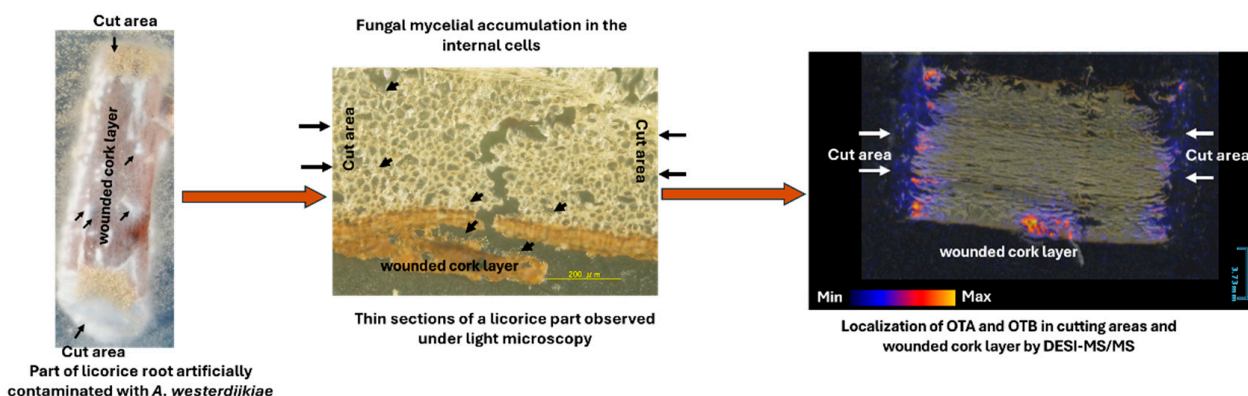 Cut area
wounded cork layer
Cut area
Part of licorice root artificially
contaminated with A. westerdijkiae
Fungal mycelial accumulation in the
internal cells
Cut area
Cut area
wounded cork layer
200 μm
Thin sections of a licorice part observed
under light microscopy
Cut area
Cut area
wounded cork layer
3.73mm
Min
Max
Localization of OTA and OTB in cutting areas and
wounded cork layer by DESI-MS/MS